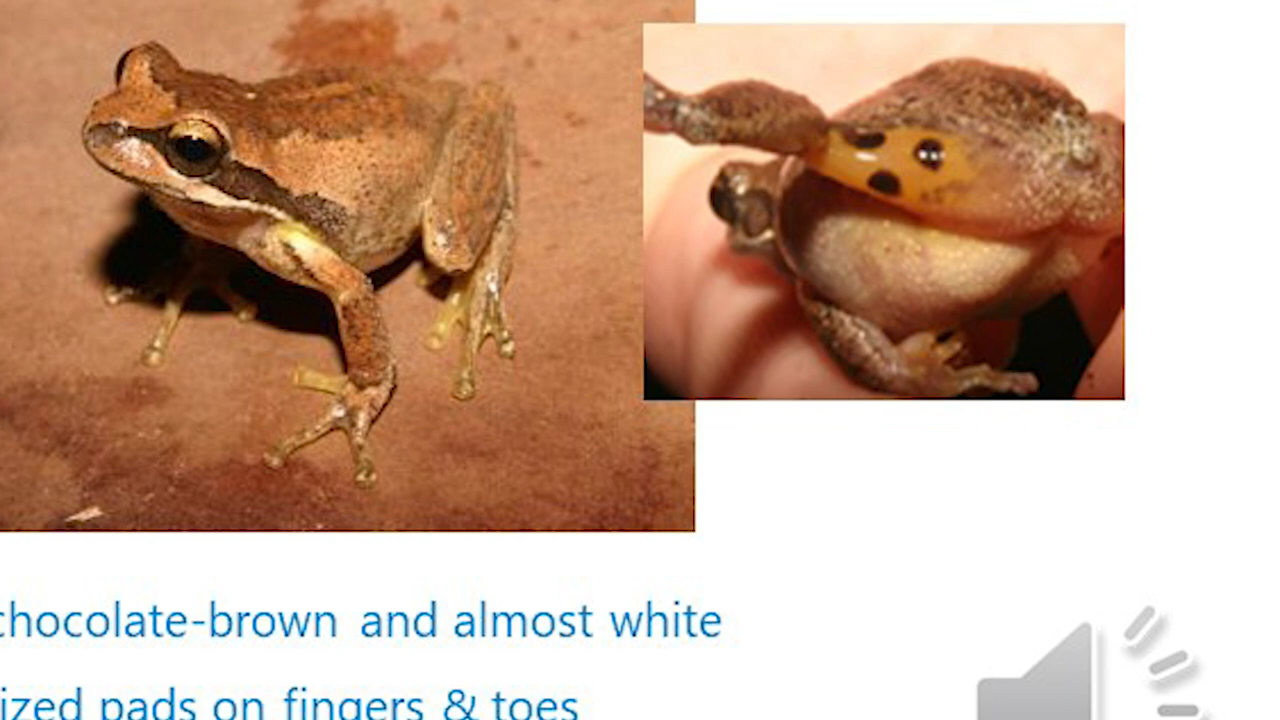 chocolate-brown and almost white
ized pads on fingers & toes